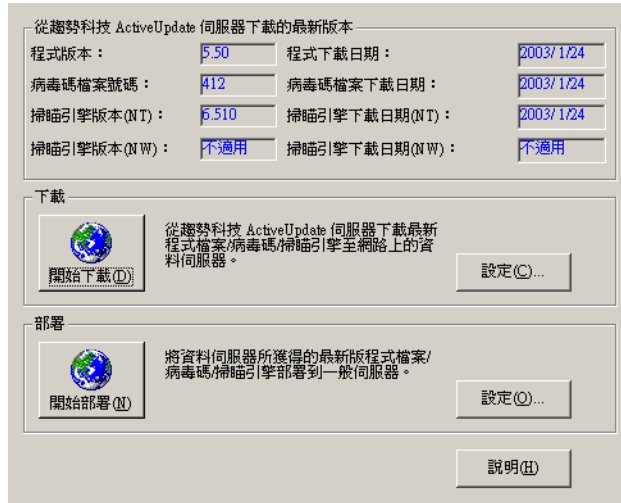 從趨勢科技 ActiveUpdate 伺服器下載的最新版本
程式版本： 5.50 程式下載日期： 2003/ 1/24
病毒碼檔案號碼： 412 病毒碼檔案下載日期： 2003/ 1/24
掃瞄引擎版本(NT)： 6.510 掃瞄引擎下載日期(NT)： 2003/ 1/24
掃瞄引擎版本(NW)： 不適用 掃瞄引擎下載日期(NW)： 不適用
下載
從趨勢科技 ActiveUpdate 伺服器下載最新
程式檔案/病毒碼/掃瞄引擎至網路上的資
料伺服器。
開始下載(D)
設定(C)...
部署
將資料伺服器所獲得的最新版程式檔案/
病毒碼/掃瞄引擎部署到一般伺服器。
開始部署(N)
設定(O)...
說明(H)